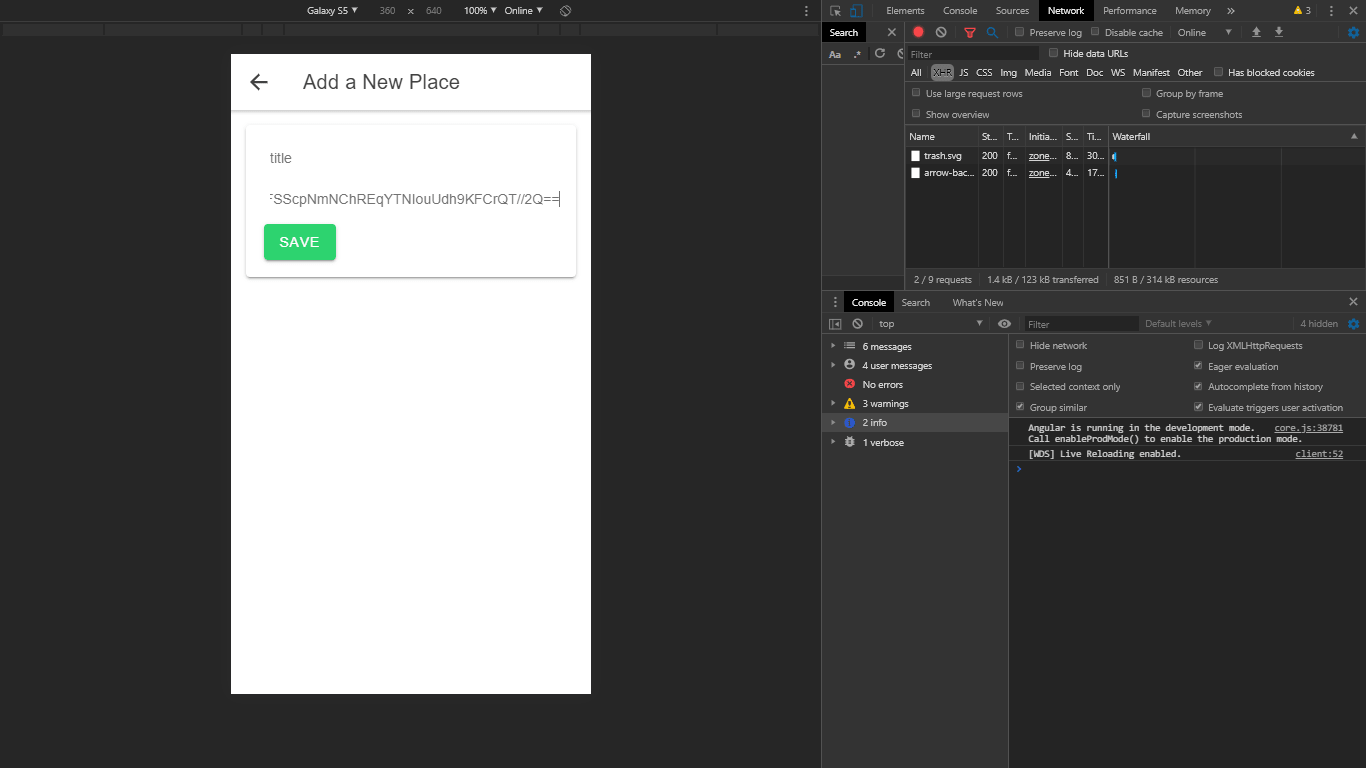 Galaxy S5 ▼ 360 × 640 100% ▼ Online ▼
Add a New Place
title
SScpNmNChREqYTNIouUdh9KFCrQT//2Q==
SAVE
Elements Console Sources Network Performance Memory » 3
Search
Aa .*
Preserve log Disable cache Online ▼
Filter Hide data URLs
All XHR JS CSS Img Media Font Doc WS Manifest Other Has blocked cookies
Use large request rows Group by frame
Show overview Capture screenshots
Name St... T... Initia... S... Ti... Waterfall
trash.svg 200 f... zone... 8... 30...
arrow-bac... 200 f... zone... 4... 17...
2 / 9 requests 1.4 kB / 123 kB transferred 851 B / 314 kB resources
Console Search What's New
top ▼ Filter Default levels ▼ 4 hidden
6 messages
4 user messages
No errors
3 warnings
2 info
1 verbose
Hide network Log XMLHttpRequests
Preserve log Eager evaluation
Selected context only Autocomplete from history
Group similar Evaluate triggers user activation
Angular is running in the development mode. core.js:38781
Call enableProdMode() to enable the production mode.
[WDS] Live Reloading enabled. client:52